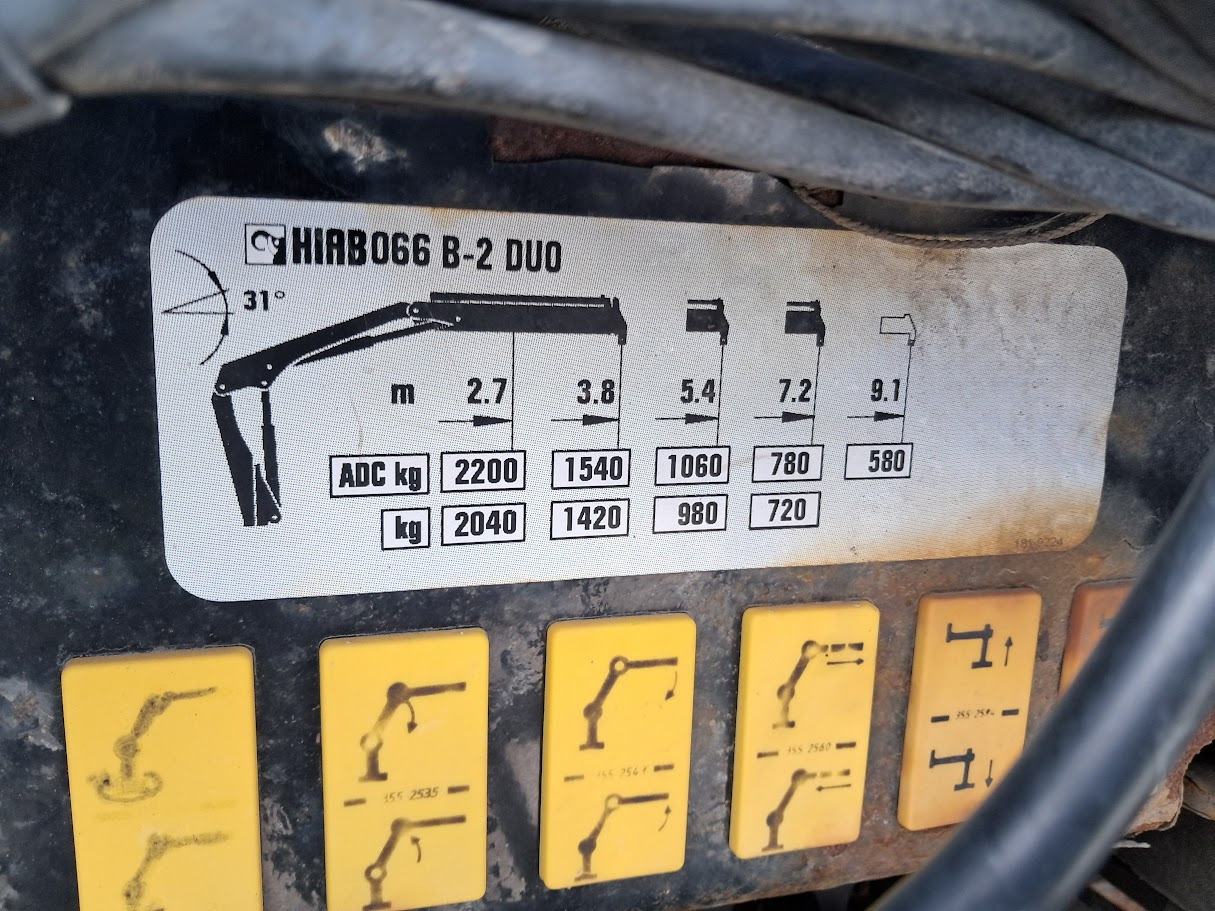 HIAB 066 B-2 DUO
31°
m 2.7 3.8 5.4 7.2 9.1
ADC kg 2200 1540 1060 780 580
kg 2040 1420 980 720
355 2535
355 2560